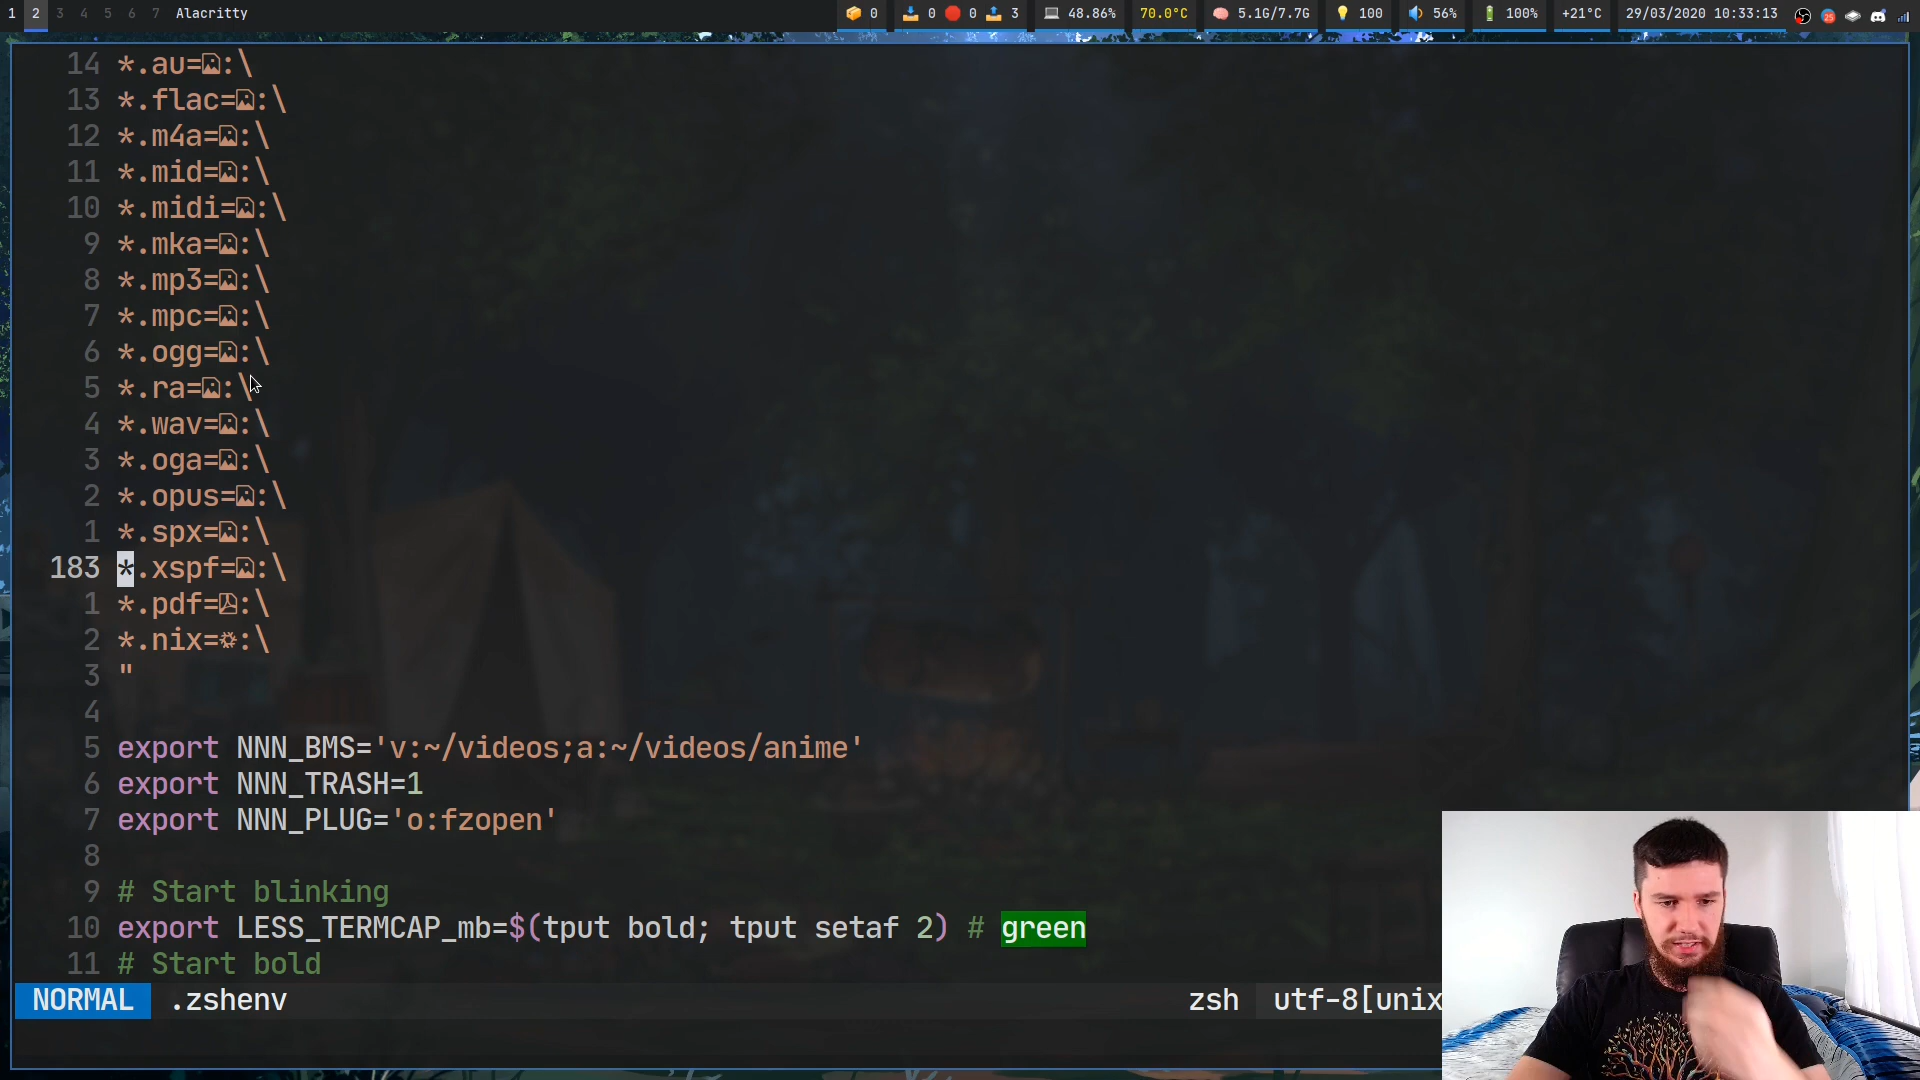 1 2 3 4 5 6 7 Alacritty 0 0 0 3 48.86% 70.0°C 5.1G/7.7G 100 56% 100% +21°C 29/03/2020 10:33:13
14 *.au=:\
13 *.flac=:\
12 *.m4a=:\
11 *.mid=:\
10 *.midi=:\
9 *.mka=:\
8 *.mp3=:\
7 *.mpc=:\
6 *.ogg=:\
5 *.ra=:\
4 *.wav=:\
3 *.oga=:\
2 *.opus=:\
1 *.spx=:\
183 *.xspf=:\
1 *.pdf=:\
2 *.nix=:\
3 "
4
5 export NNN_BMS='v:~/videos;a:~/videos/anime'
6 export NNN_TRASH=1
7 export NNN_PLUG='o:fzopen'
8
9 # Start blinking
10 export LESS_TERMCAP_mb=$(tput bold; tput setaf 2) # green
11 # Start bold
NORMAL .zshenv zsh utf-8[unix